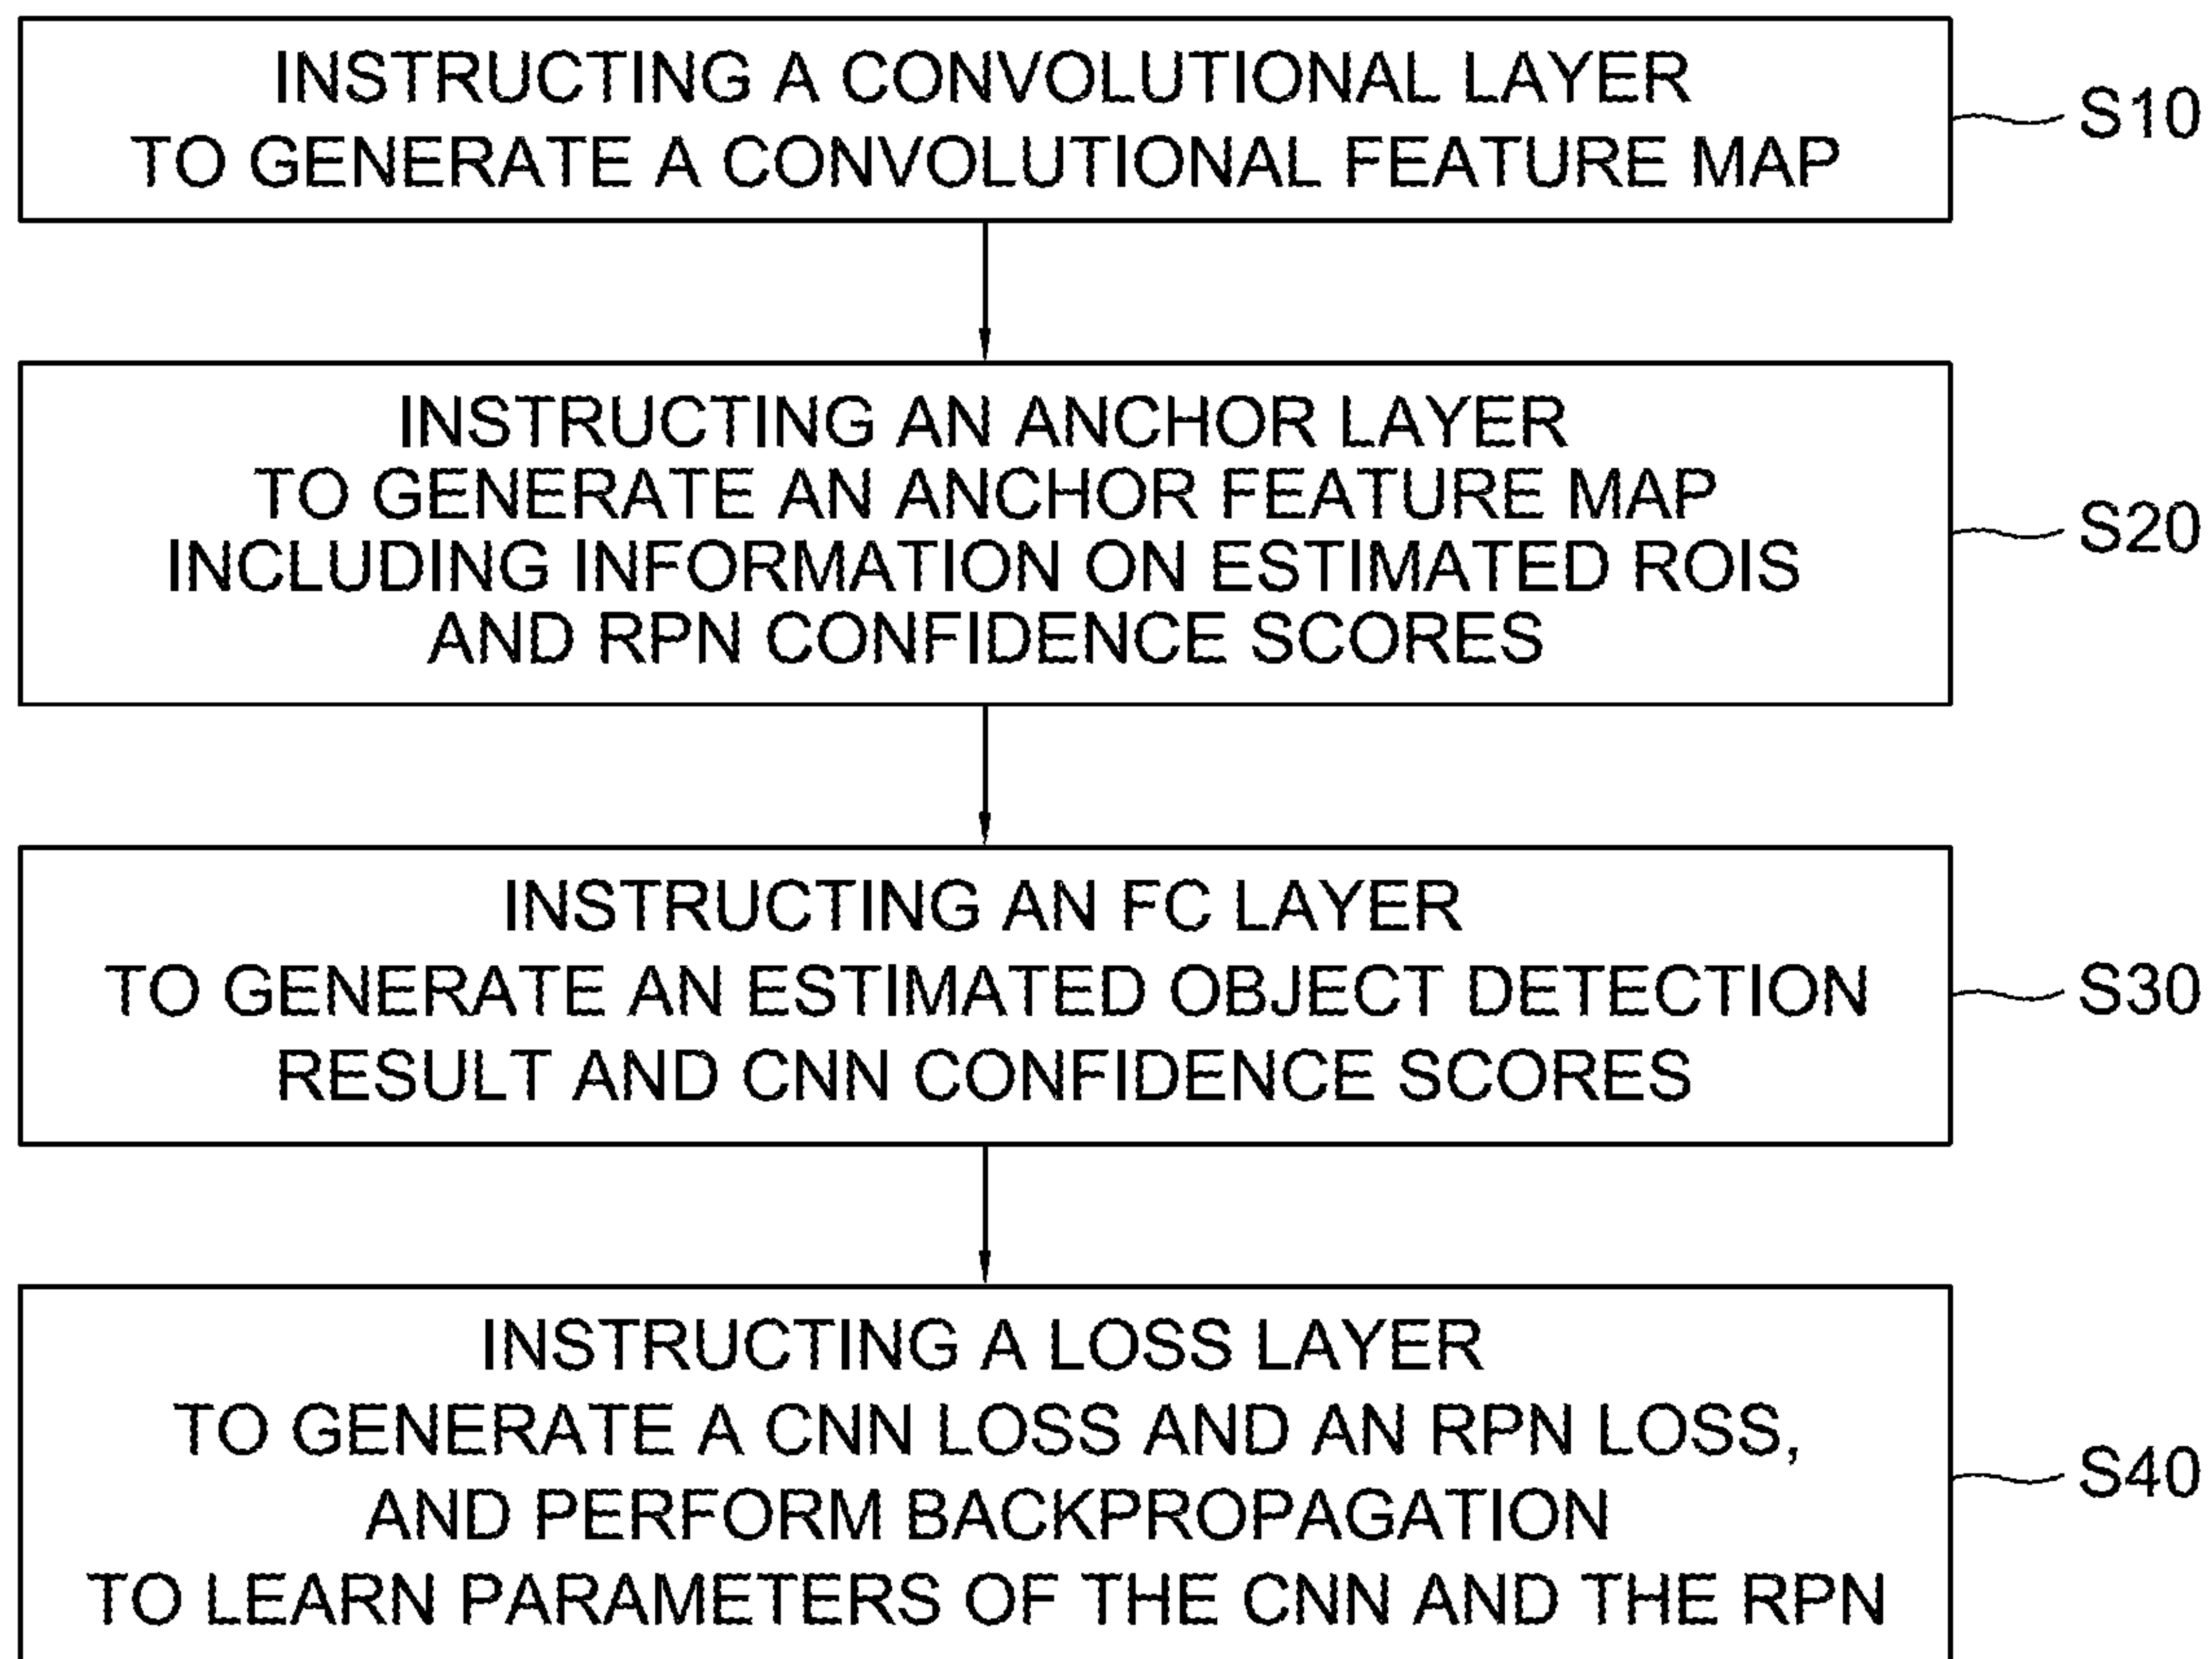 INSTRUCTING A CONVOLUTIONAL LAYER
TO GENERATE A CONVOLUTIONAL FEATURE MAP
S10
INSTRUCTING AN ANCHOR LAYER
TO GENERATE AN ANCHOR FEATURE MAP
INCLUDING INFORMATION ON ESTIMATED ROIS
AND RPN CONFIDENCE SCORES
S20
INSTRUCTING AN FC LAYER
TO GENERATE AN ESTIMATED OBJECT DETECTION
RESULT AND CNN CONFIDENCE SCORES
S30
INSTRUCTING A LOSS LAYER
TO GENERATE A CNN LOSS AND AN RPN LOSS,
AND PERFORM BACKPROPAGATION
TO LEARN PARAMETERS OF THE CNN AND THE RPN
S40